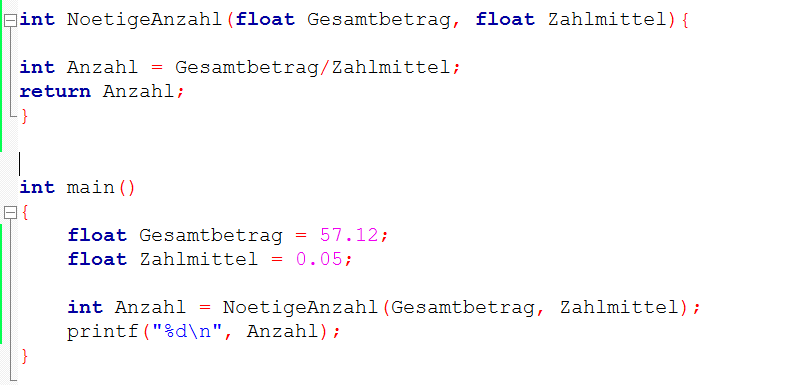 int NoetigeAnzahl(float Gesamtbetrag, float Zahlmittel){
int Anzahl = Gesamtbetrag/Zahlmittel;
return Anzahl;
}
int main()
{
float Gesamtbetrag = 57.12;
float Zahlmittel = 0.05;
int Anzahl = NoetigeAnzahl(Gesamtbetrag, Zahlmittel);
printf("%d\n", Anzahl);
}